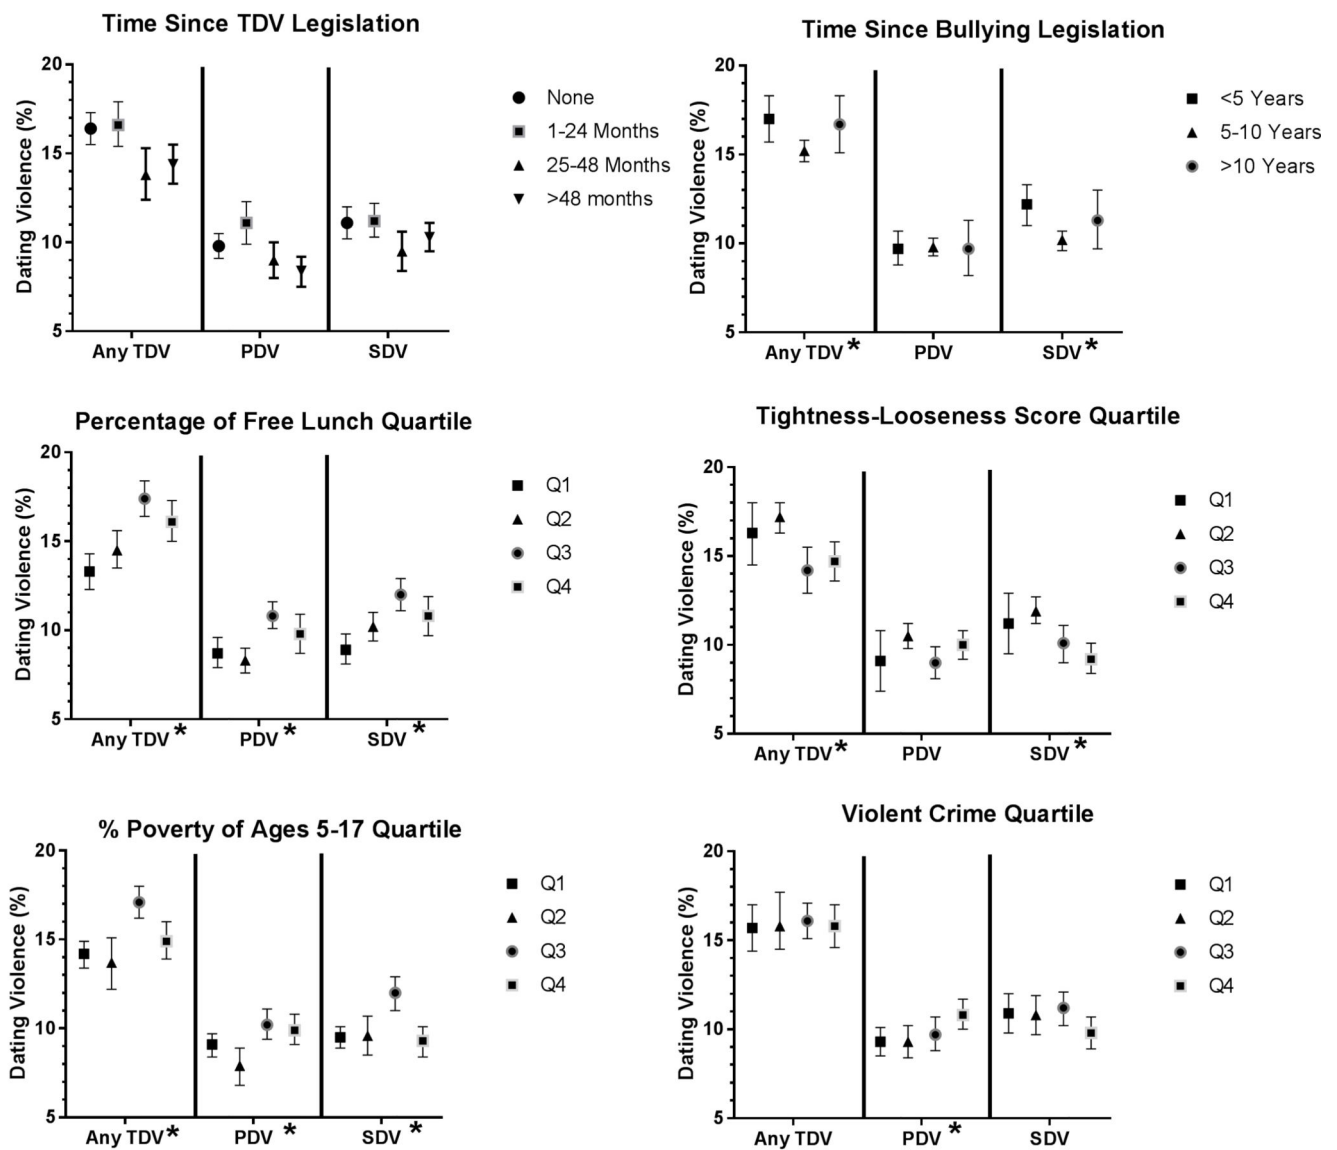 Time Since TDV Legislation
Dating Violence (%)
20
15
10
5
Any TDV
PDV
SDV
None
1-24 Months
25-48 Months
>48 months
Time Since Bullying Legislation
Dating Violence (%)
20
15
10
5
Any TDV*
PDV
SDV*
<5 Years
5-10 Years
>10 Years
Percentage of Free Lunch Quartile
Dating Violence (%)
20
15
10
5
Any TDV*
PDV*
SDV*
Q1
Q2
Q3
Q4
Tightness-Looseness Score Quartile
Dating Violence (%)
20
15
10
5
Any TDV*
PDV
SDV*
Q1
Q2
Q3
Q4
% Poverty of Ages 5-17 Quartile
Dating Violence (%)
20
15
10
5
Any TDV*
PDV*
SDV*
Q1
Q2
Q3
Q4
Violent Crime Quartile
Dating Violence (%)
20
15
10
5
Any TDV
PDV*
SDV
Q1
Q2
Q3
Q4